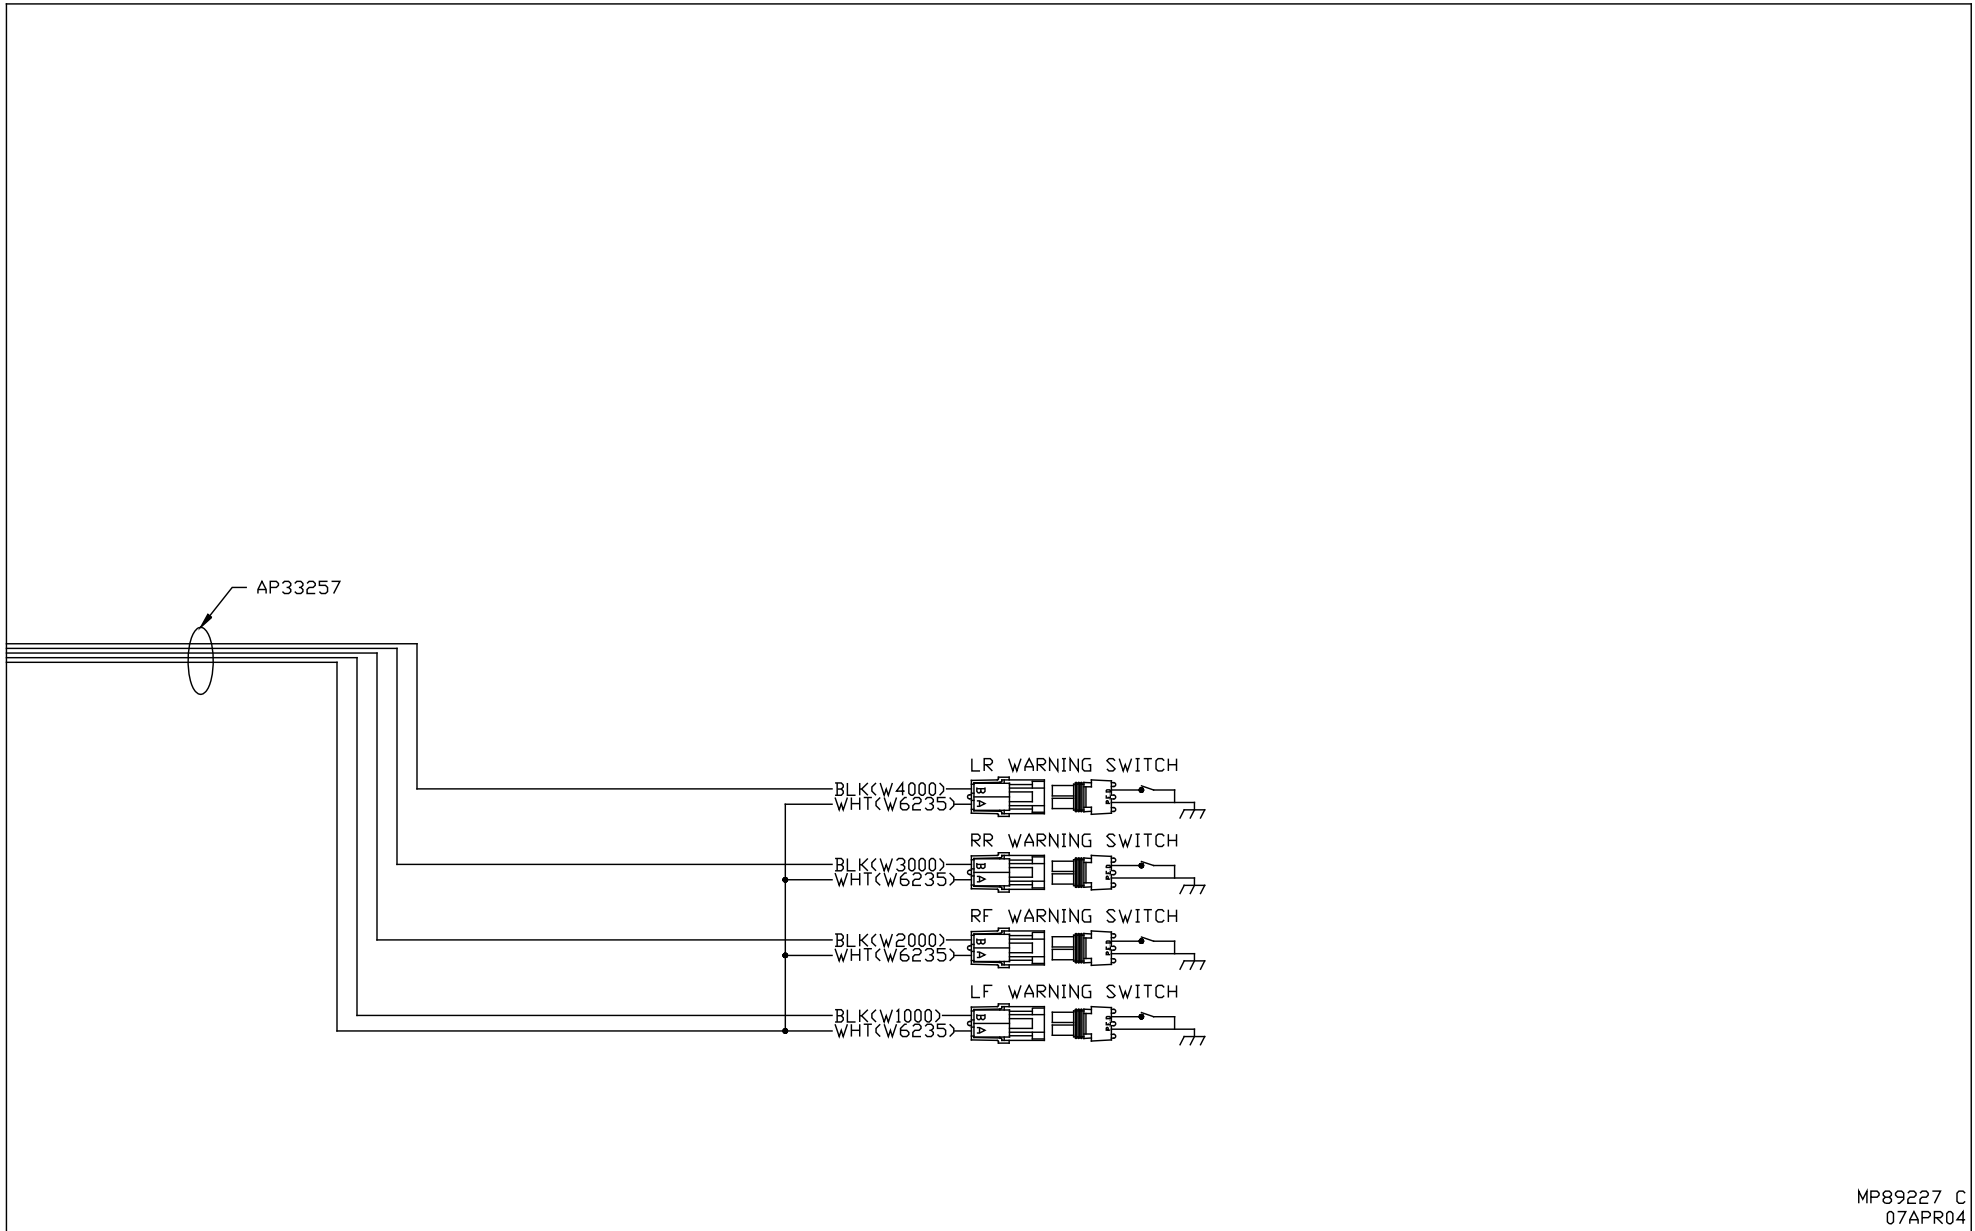 AP33257
LR WARNING SWITCH
BLK(W4000) B
WHT(W6235) A
RR WARNING SWITCH
BLK(W3000) B
WHT(W6235) A
RF WARNING SWITCH
BLK(W2000) B
WHT(W6235) A
LF WARNING SWITCH
BLK(W1000) B
WHT(W6235) A
MP89227 C
07APR04